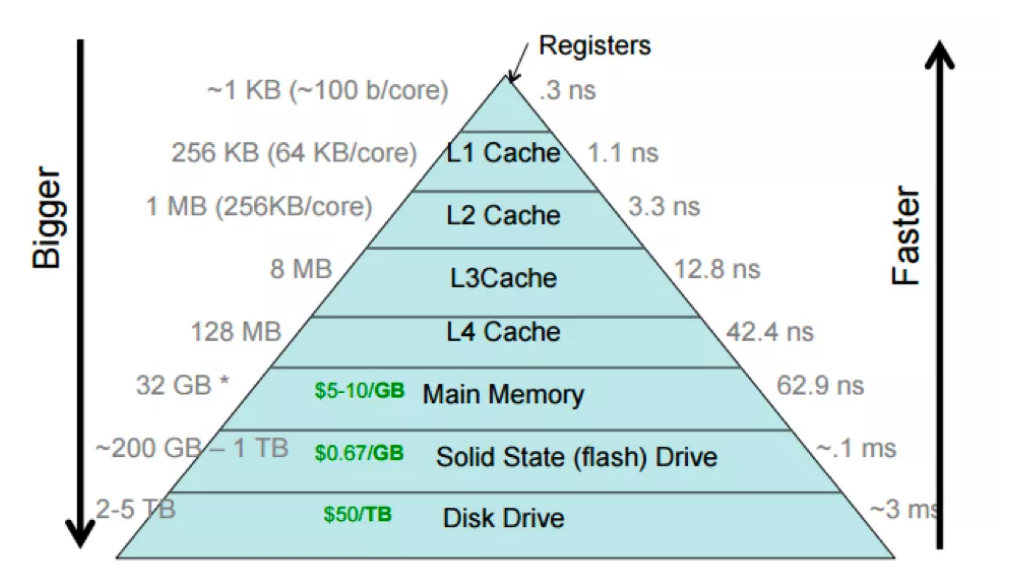 Registers
~1 KB (~100 b/core) .3 ns
256 KB (64 KB/core) L1 Cache 1.1 ns
1 MB (256KB/core) L2 Cache 3.3 ns
8 MB L3Cache 12.8 ns
128 MB L4 Cache 42.4 ns
32 GB * $5-10/GB Main Memory 62.9 ns
~200 GB – 1 TB $0.67/GB Solid State (flash) Drive ~.1 ms
2-5 TB $50/TB Disk Drive ~3 ms
Bigger
Faster